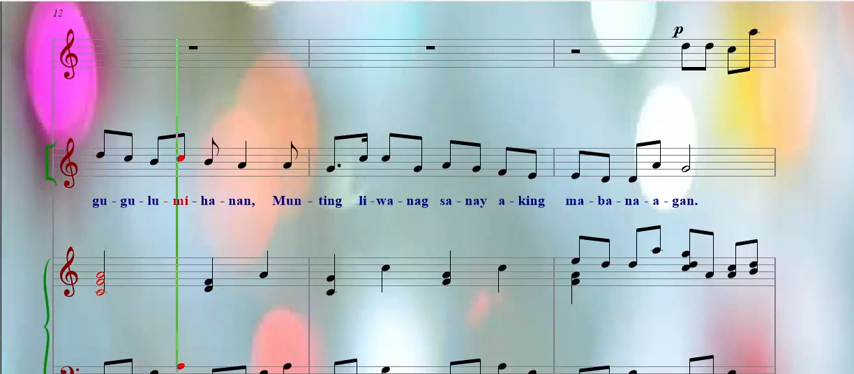 12
p
gu - gu - lu - mi - ha - nan, Mun - ting li - wa - nag sa - nay a - king ma - ba - na - a - gan.